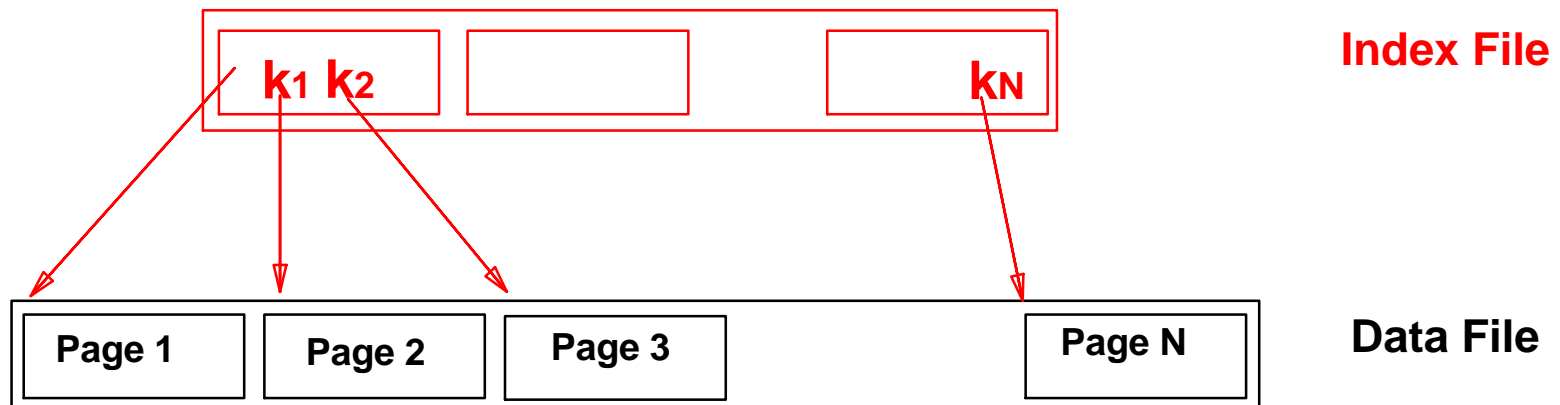 Index File
k1 k2 kN
Page 1 Page 2 Page 3 Page N
Data File